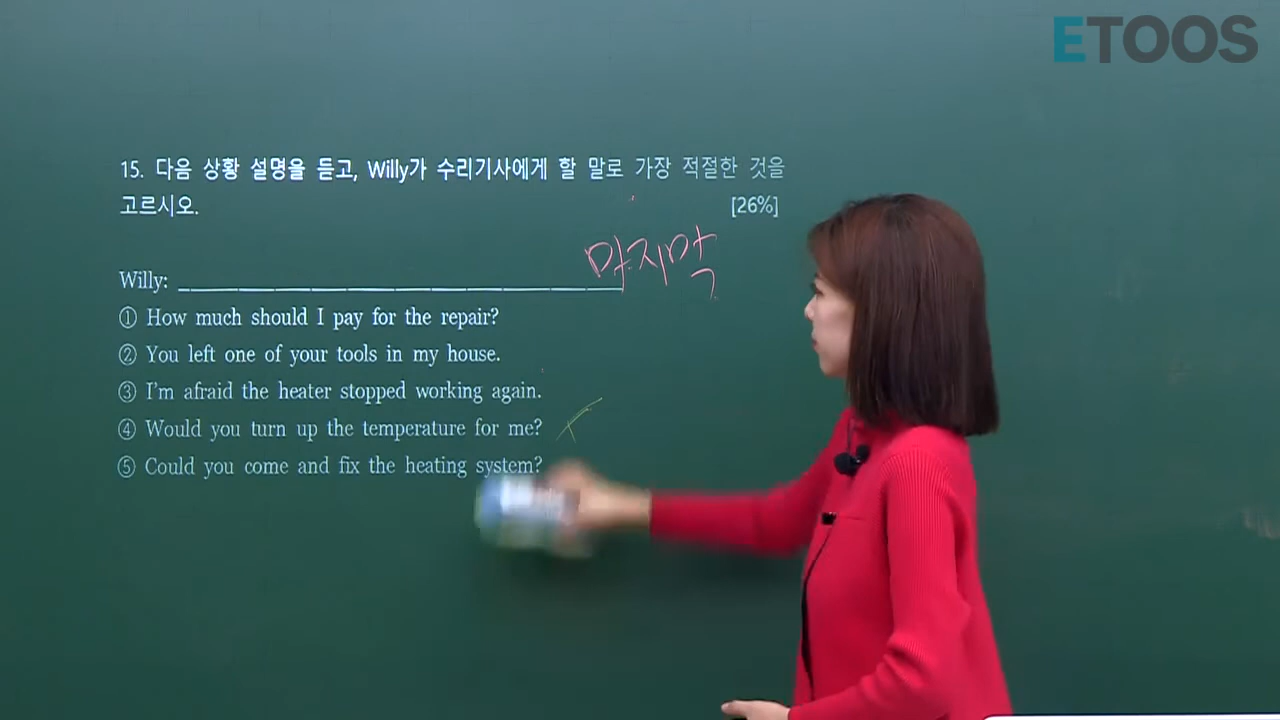 ETOOS
15. 다음 상황 설명을 듣고, Willy가 수리기사에게 할 말로 가장 적절한 것을
고르시오. [26%]
마지막
Willy:
① How much should I pay for the repair?
② You left one of your tools in my house.
③ I'm afraid the heater stopped working again.
④ Would you turn up the temperature for me?
⑤ Could you come and fix the heating system?